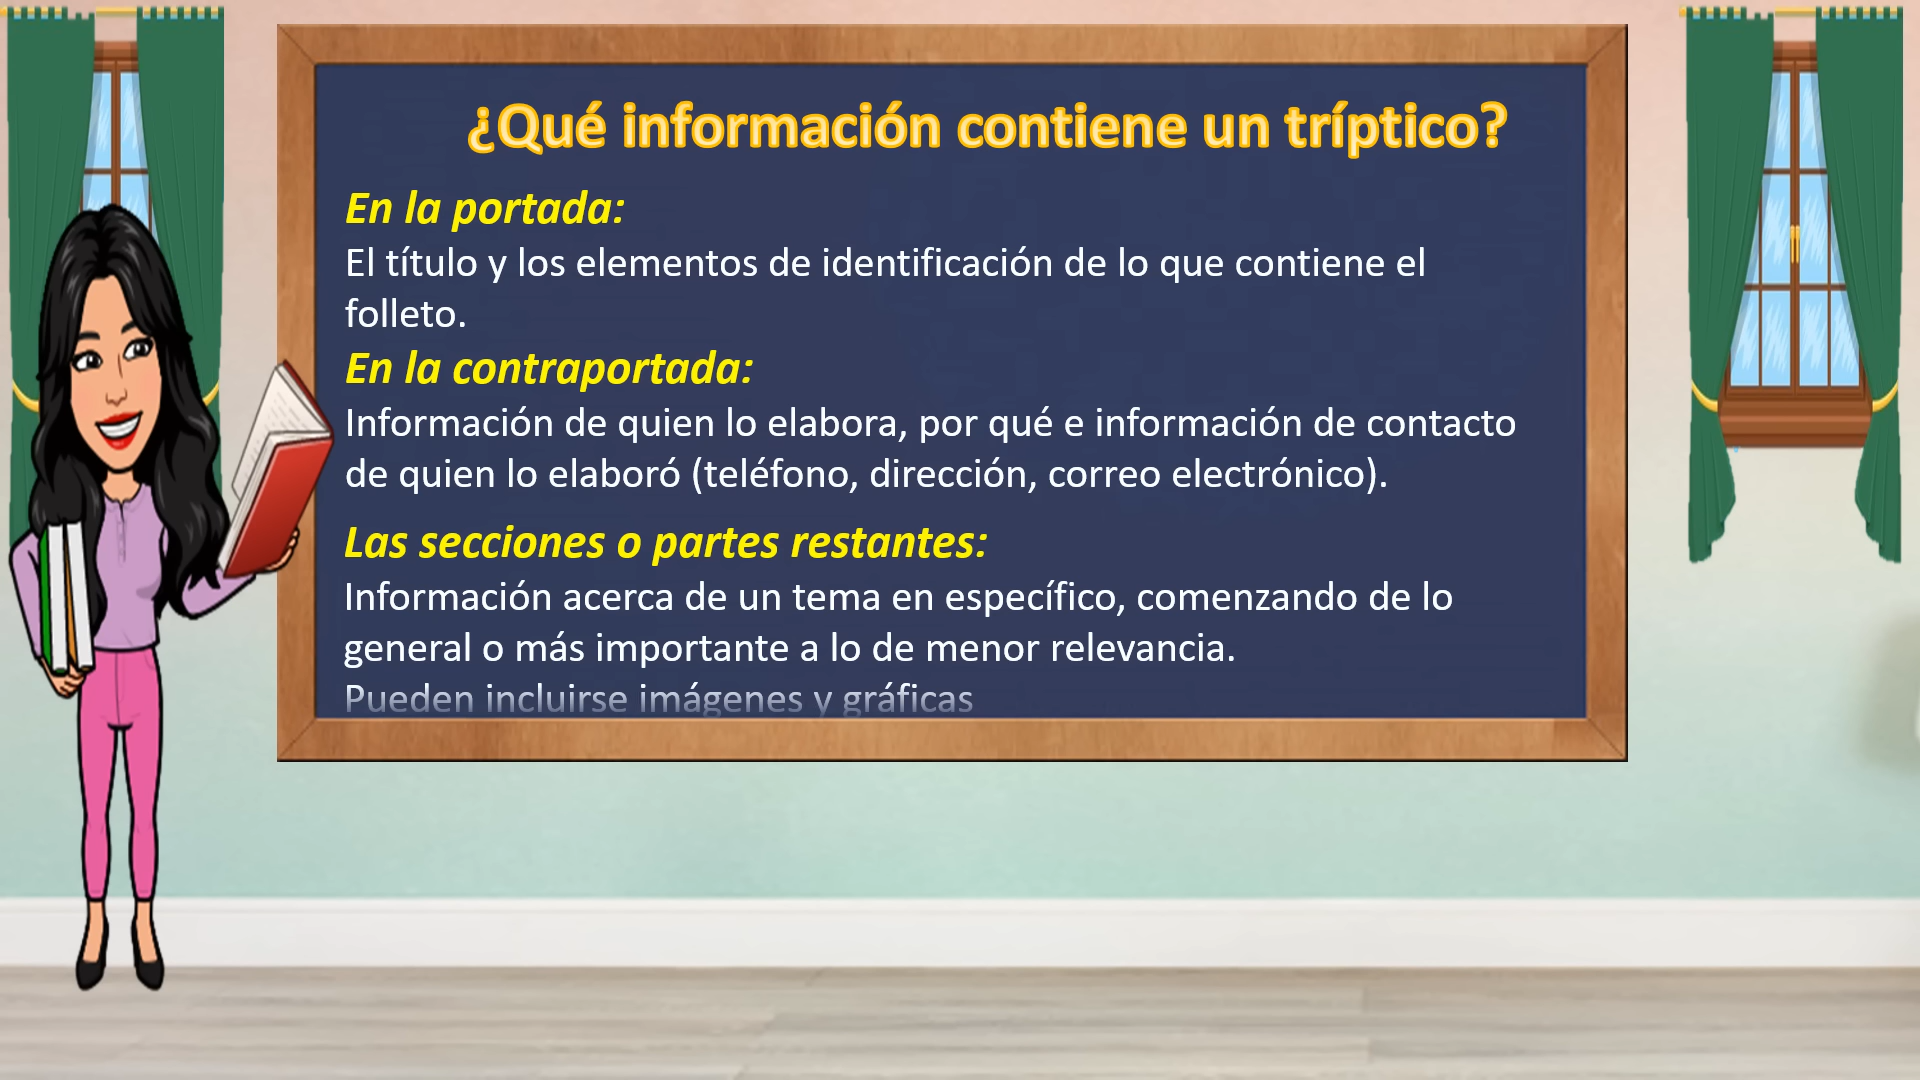 ¿Qué información contiene un tríptico?
En la portada:
El título y los elementos de identificación de lo que contiene el
folleto.
En la contraportada:
Información de quien lo elabora, por qué e información de contacto
de quien lo elaboró (teléfono, dirección, correo electrónico).
Las secciones o partes restantes:
Información acerca de un tema en específico, comenzando de lo
general o más importante a lo de menor relevancia.
Pueden incluirse imágenes y gráficas